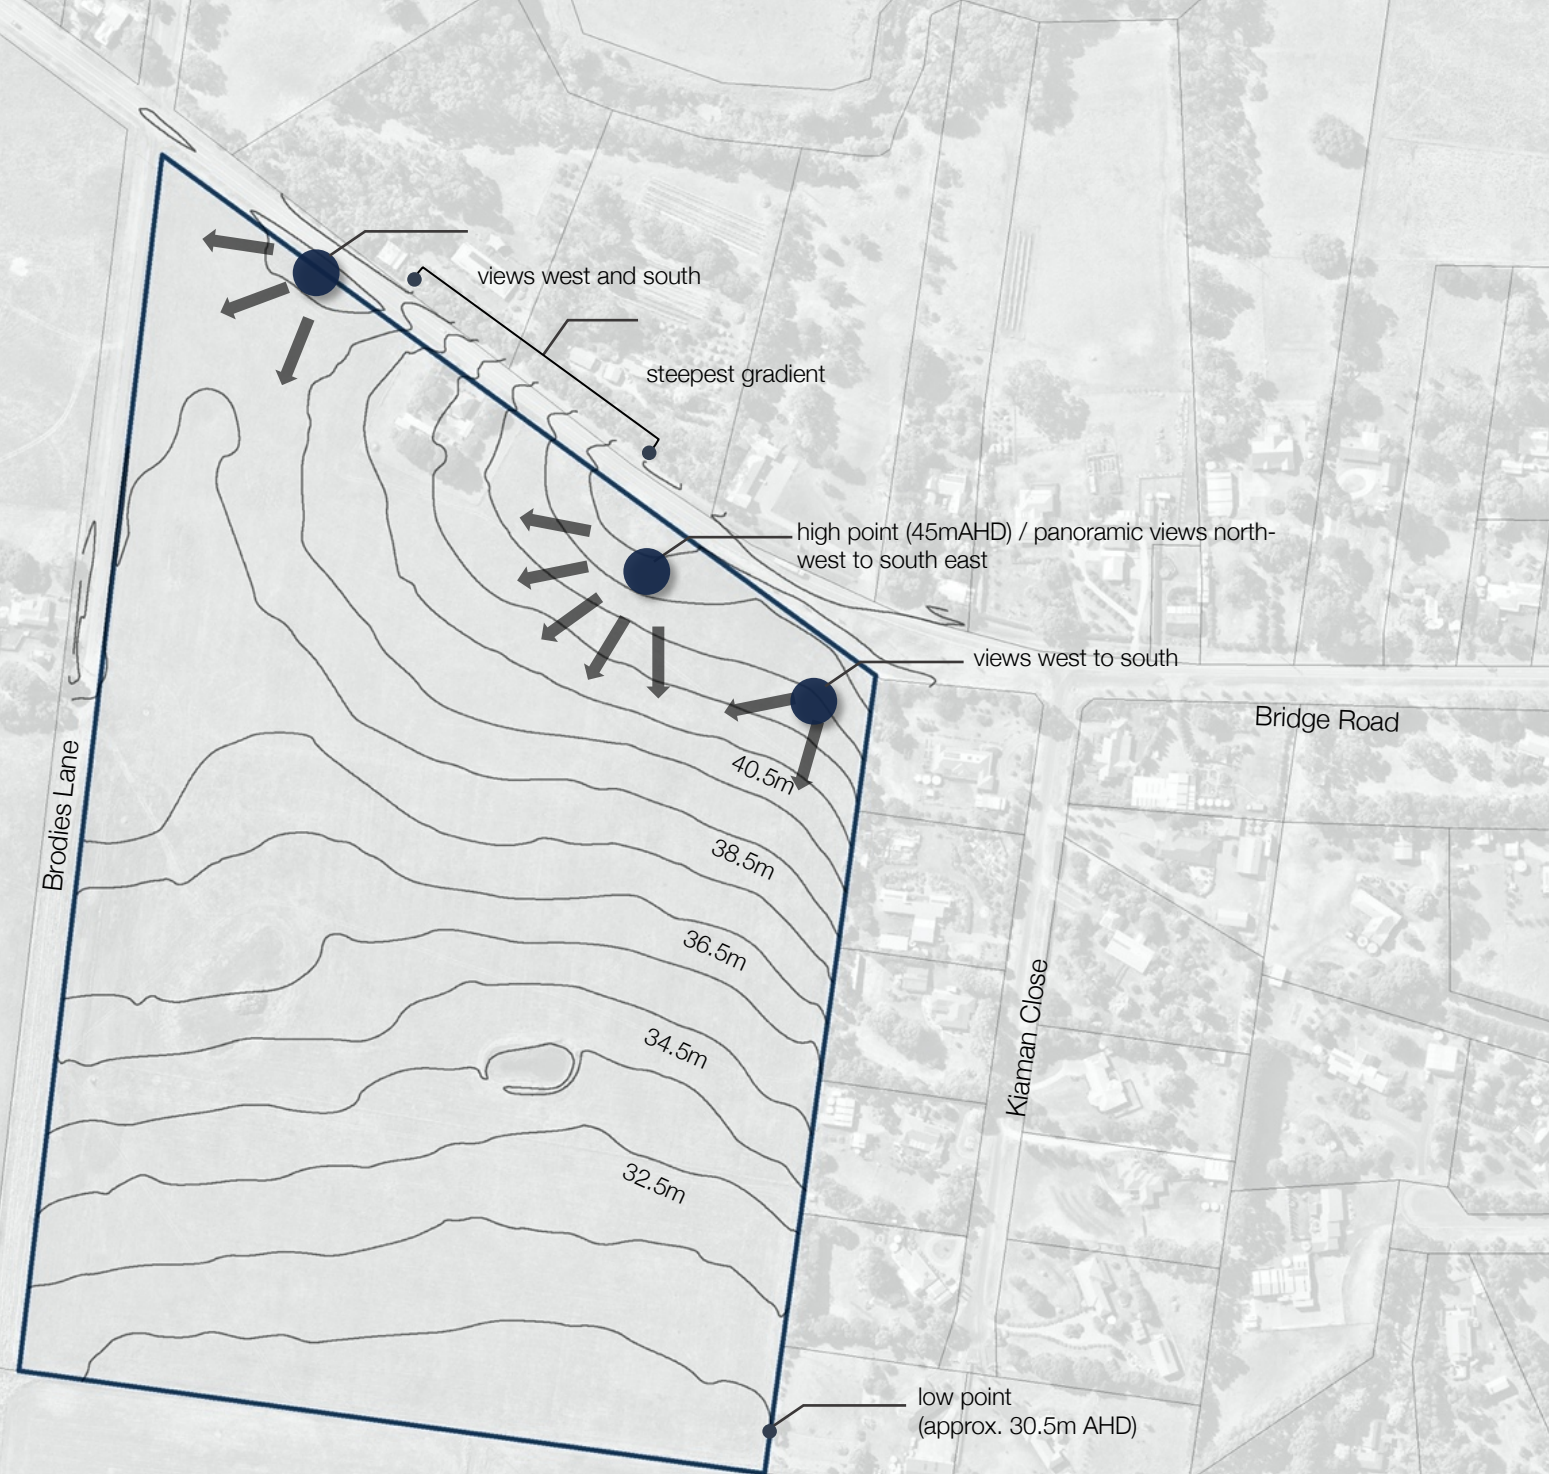 views west and south
steepest gradient
high point (45mAHD) / panoramic views north-
west to south east
views west to south
Bridge Road
40.5m
Brodies Lane
38.5m
36.5m
Kiaman Close
34.5m
32.5m
low point
(approx. 30.5m AHD)